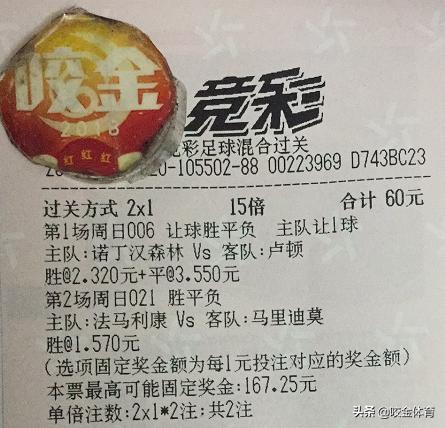 咬金
2018
红 红 红
竞彩
彩足球混合过关
20-105502-88 00223969 D743BC23
过关方式 2x1 15倍 合计 60元
第1场周日006 让球胜平负 主队让1球
主队:诺丁汉森林 Vs 客队:卢顿
胜@2.320元+平@3.550元
第2场周日021 胜平负
主队:法马利康 Vs 客队:马里迪莫
胜@1.570元
(选项固定奖金额为每1元投注对应的奖金额)
本票最高可能固定奖金:167.25元
单倍注数:2x1*2注:共2注
头条 @咬金体育